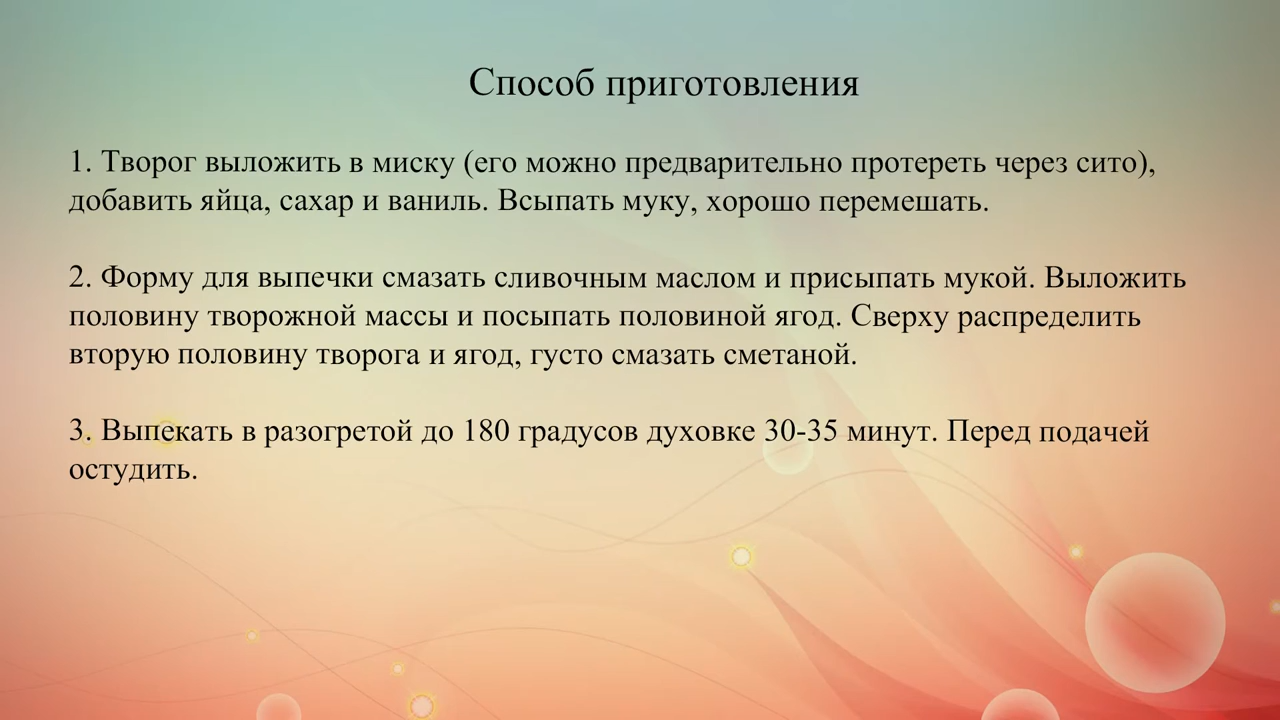 Способ приготовления
1. Творог выложить в миску (его можно предварительно протереть через сито),
добавить яйца, сахар и ваниль. Всыпать муку, хорошо перемешать.
2. Форму для выпечки смазать сливочным маслом и присыпать мукой. Выложить
половину творожной массы и посыпать половиной ягод. Сверху распределить
вторую половину творога и ягод, густо смазать сметаной.
3. Выпекать в разогретой до 180 градусов духовке 30-35 минут. Перед подачей
остудить.